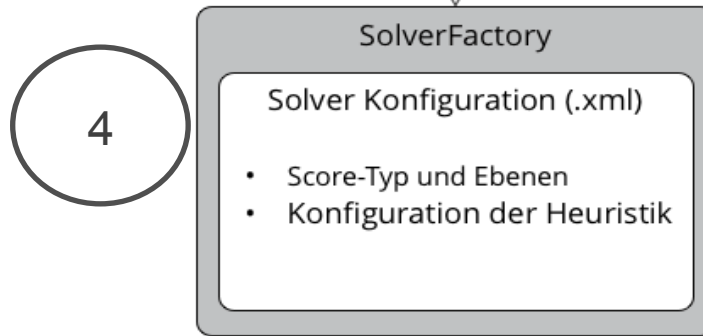 SolverFactory
4
Solver Konfiguration (.xml)
• Score-Typ und Ebenen
• Konfiguration der Heuristik